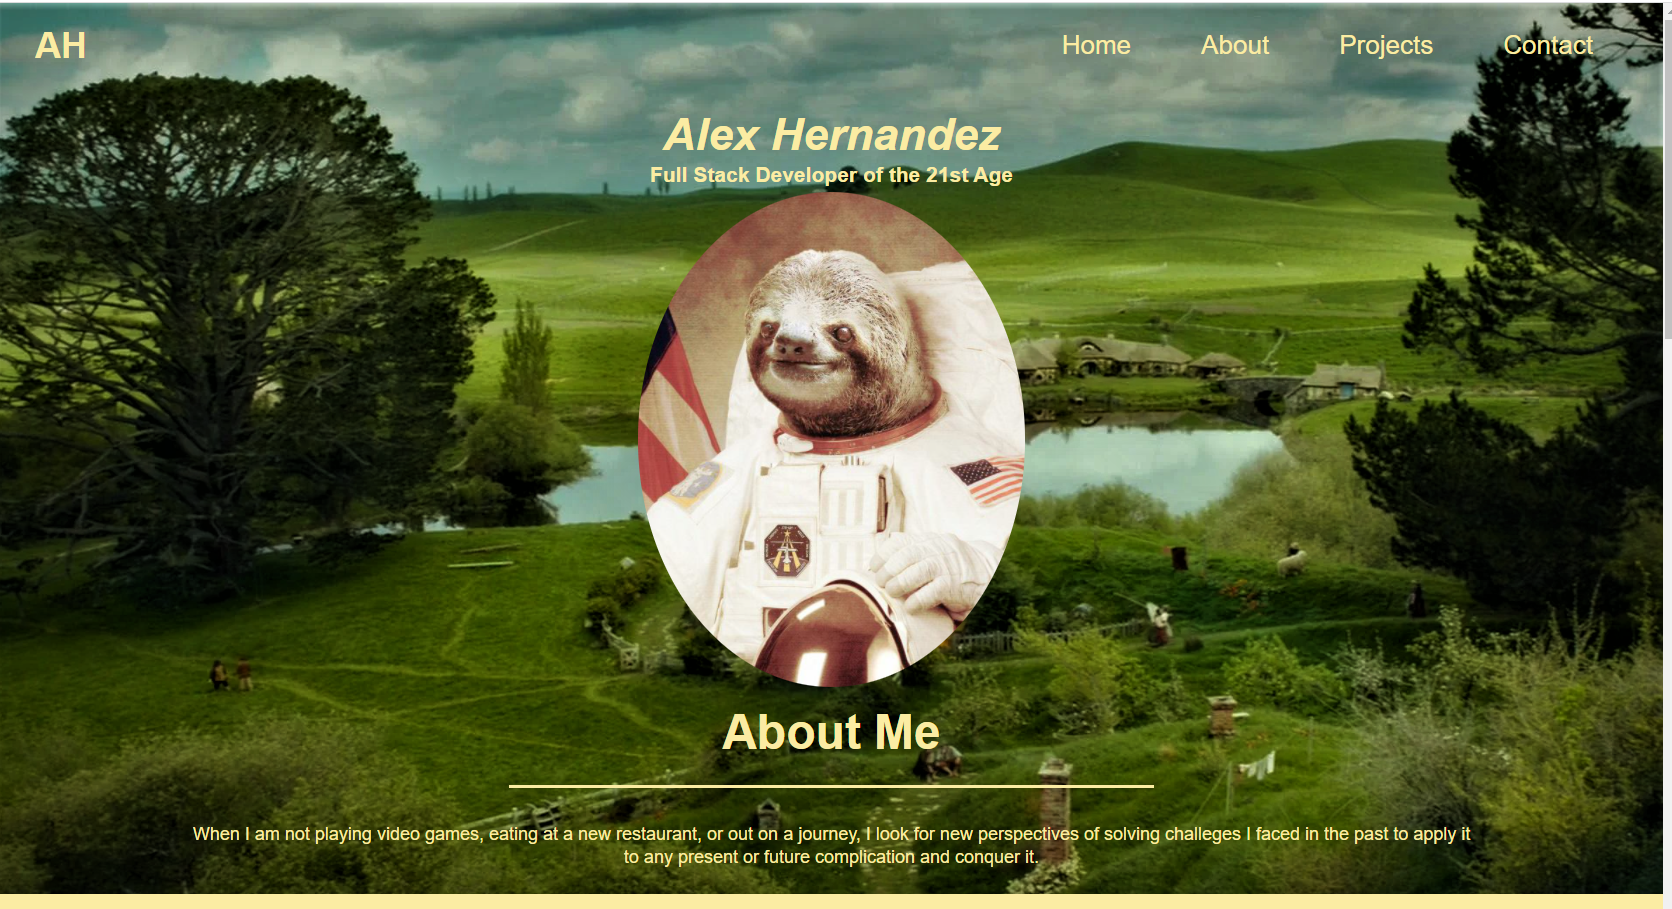 AH
Home About Projects Contact
Alex Hernandez
Full Stack Developer of the 21st Age
About Me
When I am not playing video games, eating at a new restaurant, or out on a journey, I look for new perspectives of solving challeges I faced in the past to apply it
to any present or future complication and conquer it.